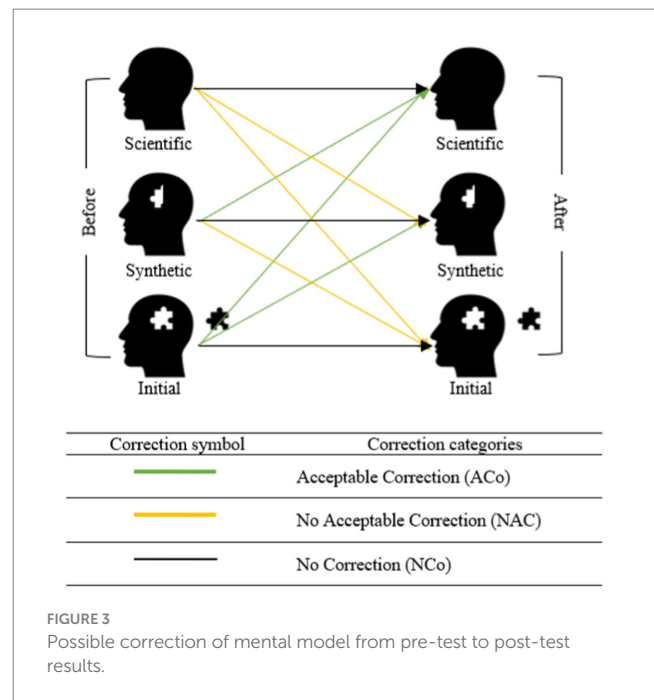 Scientific Scientific
Before After
Synthetic Synthetic
Initial Initial
Correction symbol Correction categories
Acceptable Correction (ACo)
No Acceptable Correction (NAC)
No Correction (NCo)
FIGURE 3
Possible correction of mental model from pre-test to post-test
results.